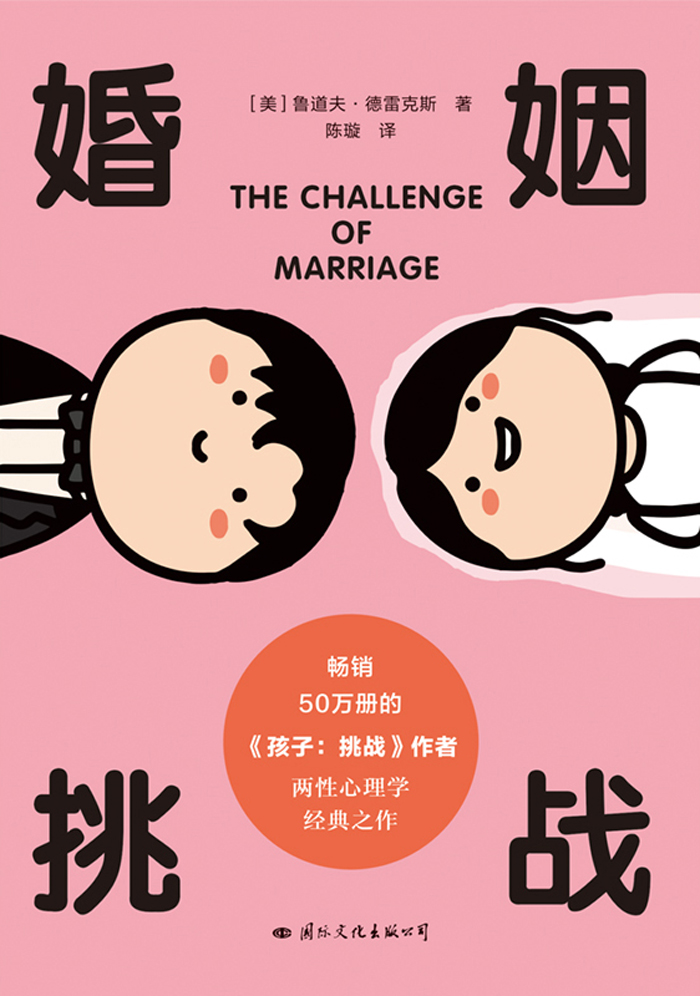 婚姻
[美]鲁道夫·德雷克斯 著
陈璇 译
THE CHALLENGE
OF
MARRIAGE
畅销
50万册的
《孩子：挑战》作者
两性心理学
经典之作
挑战
国际文化出版公司